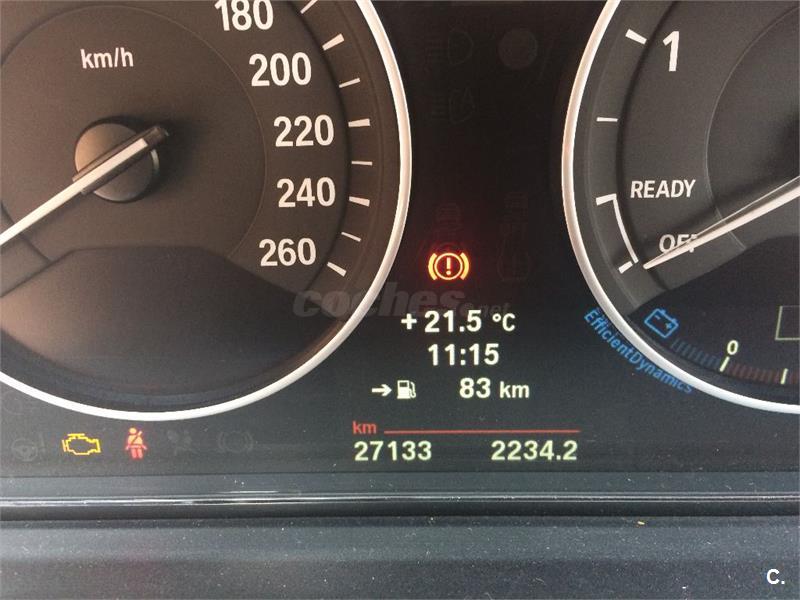 180
km/h
200
220
240
260
1
READY
OFF
coches.net
+ 21.5 °C
11:15
83 km
EfficientDynamics
0
km
27133 2234.2
C.